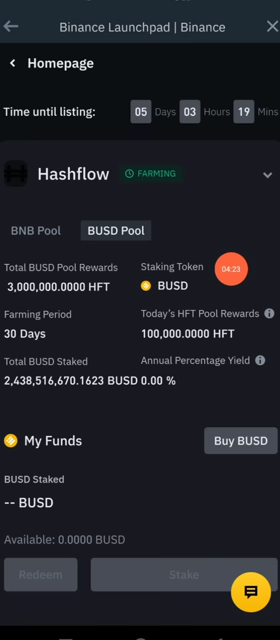 Binance Launchpad | Binance
Homepage
Time until listing: 05 Days 03 Hours 19 Mins
Hashflow FARMING
BNB Pool BUSD Pool
Total BUSD Pool Rewards Staking Token
3,000,000.0000 HFT BUSD
04:23
Farming Period Today's HFT Pool Rewards
30 Days 100,000.0000 HFT
Total BUSD Staked Annual Percentage Yield
2,438,516,670.1623 BUSD 0.00 %
My Funds Buy BUSD
BUSD Staked
-- BUSD
Available: 0.0000 BUSD
Redeem Stake